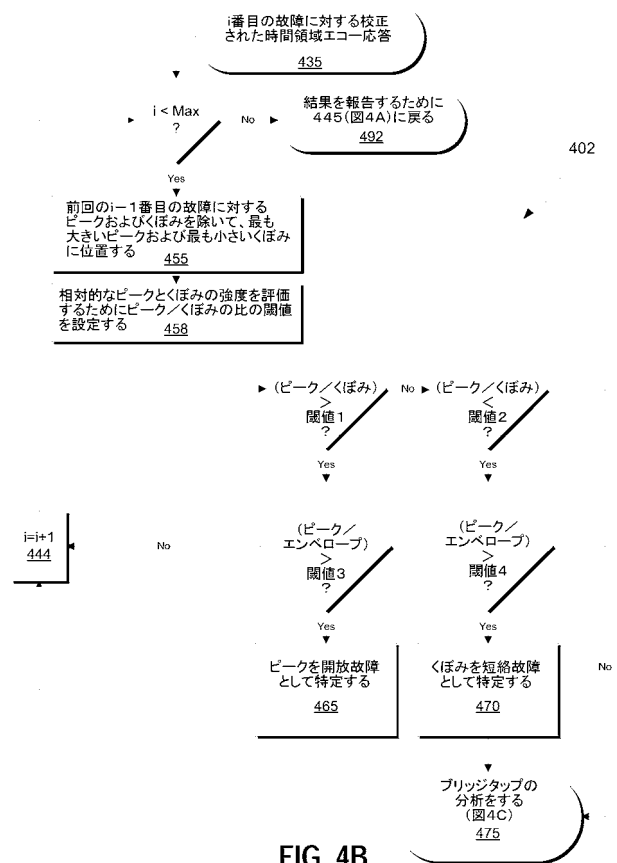 i番目の故障に対する校正
された時間領域エコー応答
435
i < Max
?
No
結果を報告するために
445(図4A)に戻る
492
402
Yes
前回のi－1番目の故障に対する
ピークおよびくぼみを除いて、最も
大きいピークおよび最も小さいくぼみ
に位置する
455
相対的なピークとくぼみの強度を評価
するためにピーク／くぼみの比の閾値
を設定する
458
(ピーク／くぼみ)
>
閾値1
?
No
(ピーク／くぼみ)
<
閾値2
?
Yes
Yes
i=i+1
444
No
(ピーク／
エンベロープ)
>
閾値3
?
(ピーク／
エンベロープ)
>
閾値4
?
Yes
Yes
ピークを開放故障
として特定する
465
くぼみを短絡故障
として特定する
470
No
ブリッジタップの
分析をする
(図4C)
475
FIG. 4B